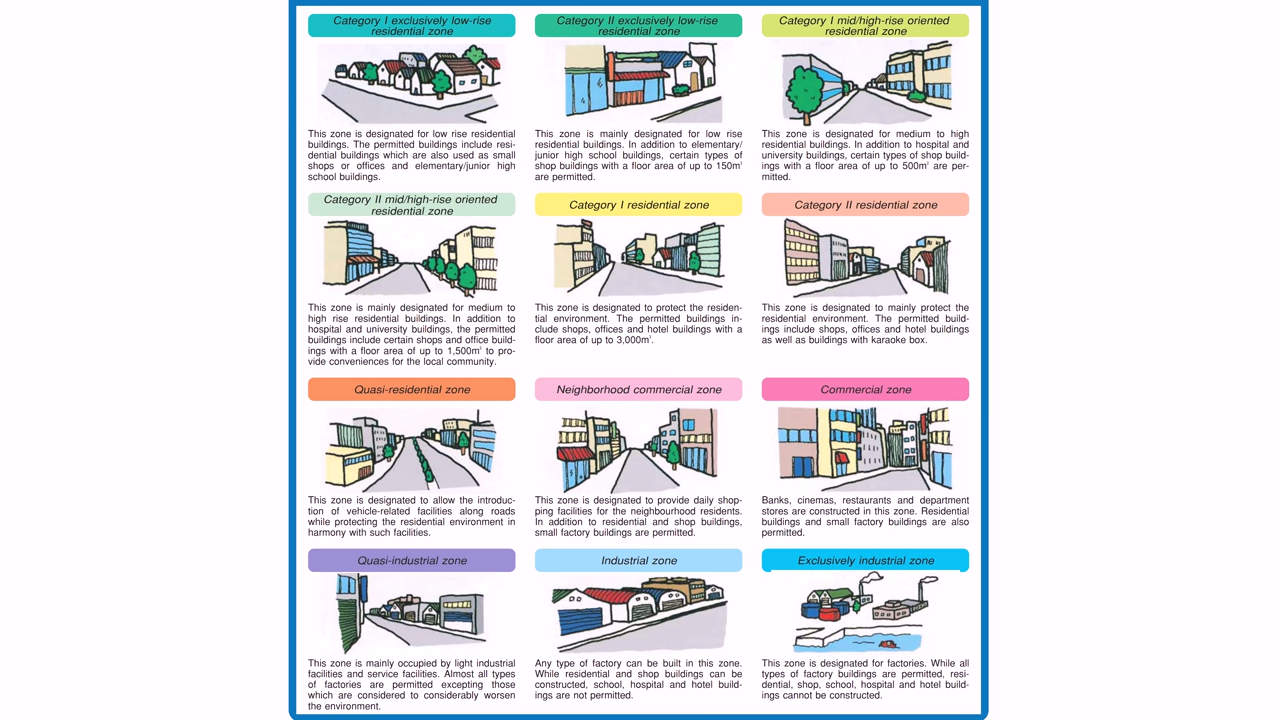 Category I exclusively low-rise
residential zone
This zone is designated for low rise residential
buildings. The permitted buildings include resi-
dential buildings which are also used as small
shops or offices and elementary/junior high
school buildings.
Category II exclusively low-rise
residential zone
This zone is mainly designated for low rise
residential buildings. In addition to elementary/
junior high school buildings, certain types of
shop buildings with a floor area of up to 150m²
are permitted.
Category I mid/high-rise oriented
residential zone
This zone is designated for medium to high
residential buildings. In addition to hospital and
university buildings, certain types of shop build-
ings with a floor area of up to 500m² are per-
mitted.
Category II mid/high-rise oriented
residential zone
This zone is mainly designated for medium to
high rise residential buildings. In addition to
hospital and university buildings, the permitted
buildings include certain shops and office build-
ings with a floor area of up to 1,500m² to pro-
vide conveniences for the local community.
Category I residential zone
This zone is designated to protect the residen-
tial environment. The permitted buildings in-
clude shops, offices and hotel buildings with a
floor area of up to 3,000m².
Category II residential zone
This zone is designated to mainly protect the
residential environment. The permitted build-
ings include shops, offices and hotel buildings
as well as buildings with karaoke box.
Quasi-residential zone
This zone is designated to allow the introduc-
tion of vehicle-related facilities along roads
while protecting the residential environment in
harmony with such facilities.
Neighborhood commercial zone
This zone is designated to provide daily shop-
ping facilities for the neighbourhood residents.
In addition to residential and shop buildings,
small factory buildings are permitted.
Commercial zone
Banks, cinemas, restaurants and department
stores are constructed in this zone. Residential
buildings and small factory buildings are also
permitted.
Quasi-industrial zone
This zone is mainly occupied by light industrial
facilities and service facilities. Almost all types
of factories are permitted excepting those
which are considered to considerably worsen
the environment.
Industrial zone
Any type of factory can be built in this zone.
While residential and shop buildings can be
constructed, school, hospital and hotel build-
ings are not permitted.
Exclusively industrial zone
This zone is designated for factories. While all
types of factory buildings are permitted, resi-
dential, shop, school, hospital and hotel build-
ings cannot be constructed.